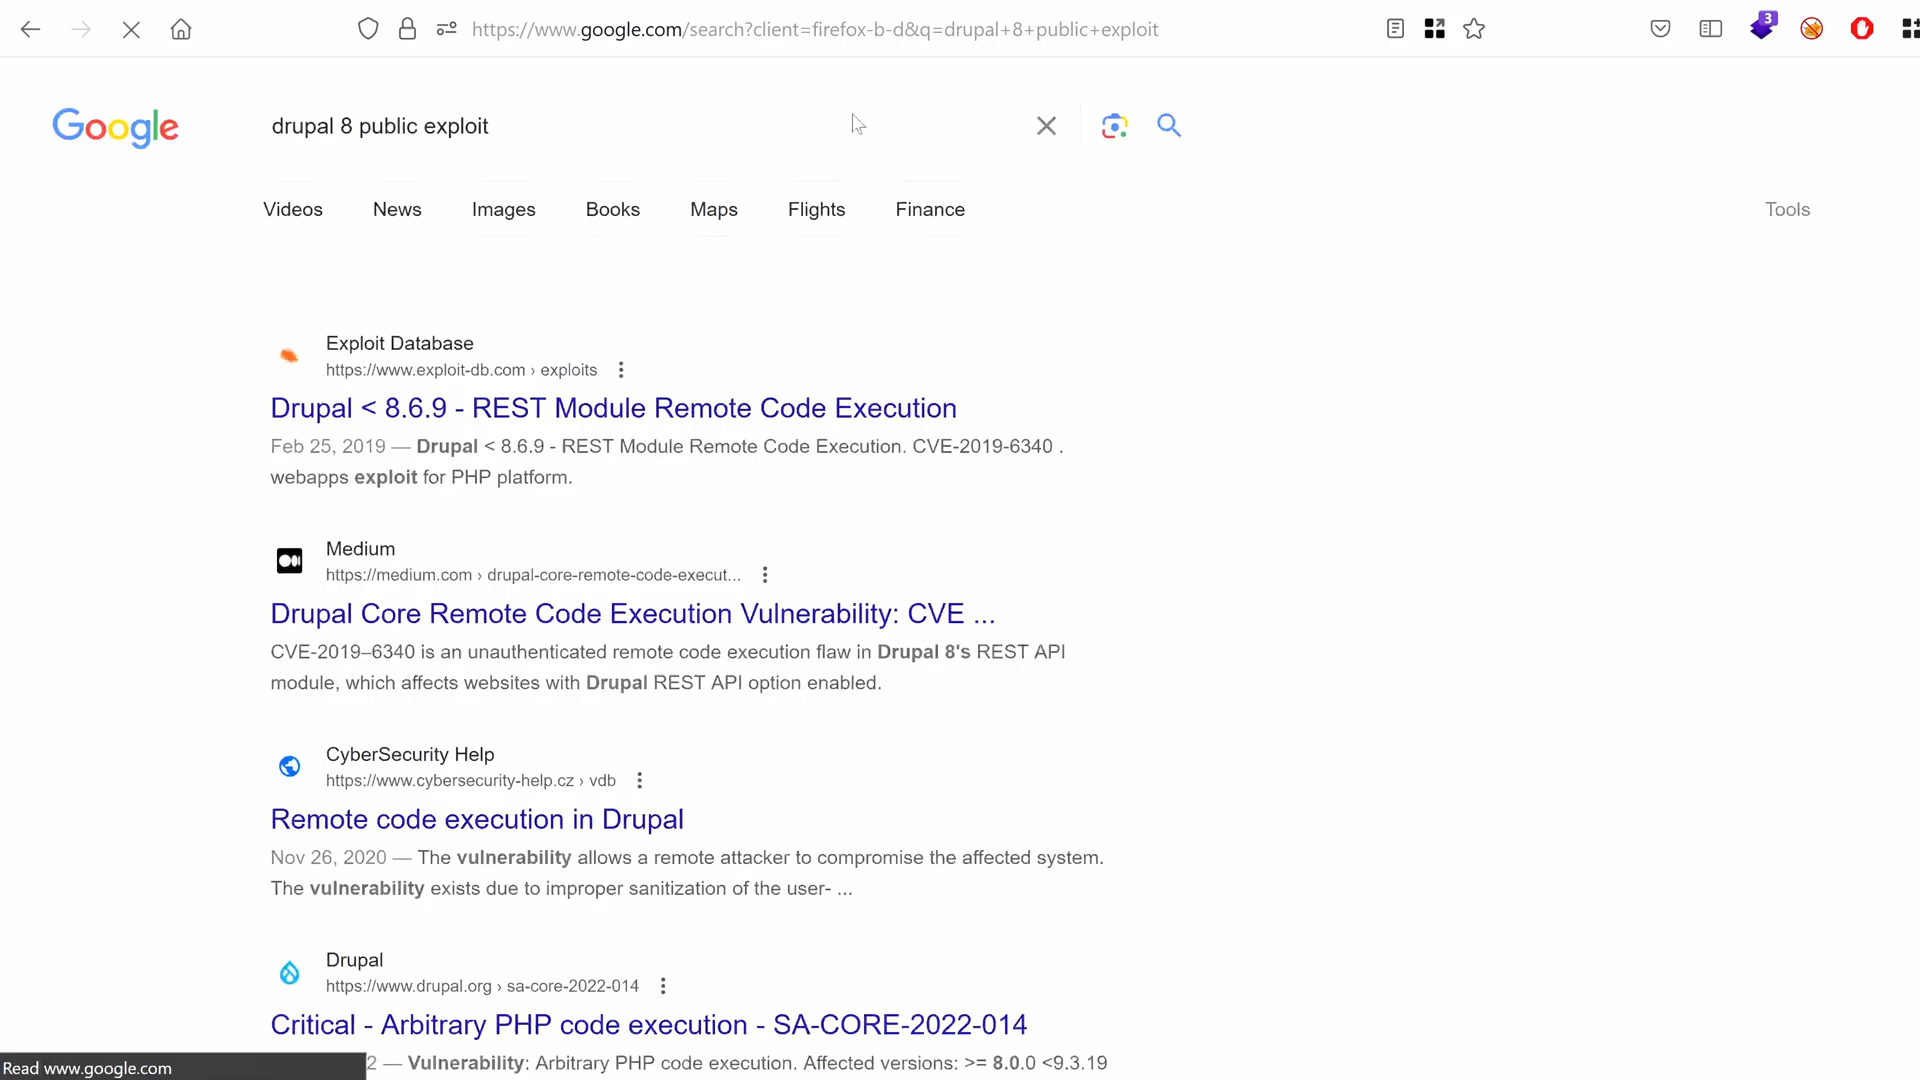 https://www.google.com/search?client=firefox-b-d&q=drupal+8+public+exploit
3
Google
drupal 8 public exploit
Videos News Images Books Maps Flights Finance Tools
Exploit Database
https://www.exploit-db.com › exploits
Drupal < 8.6.9 - REST Module Remote Code Execution
Feb 25, 2019 — Drupal < 8.6.9 - REST Module Remote Code Execution. CVE-2019-6340 .
webapps exploit for PHP platform.
Medium
https://medium.com › drupal-core-remote-code-execut...
Drupal Core Remote Code Execution Vulnerability: CVE ...
CVE-2019–6340 is an unauthenticated remote code execution flaw in Drupal 8's REST API
module, which affects websites with Drupal REST API option enabled.
CyberSecurity Help
https://www.cybersecurity-help.cz › vdb
Remote code execution in Drupal
Nov 26, 2020 — The vulnerability allows a remote attacker to compromise the affected system.
The vulnerability exists due to improper sanitization of the user- ...
Drupal
https://www.drupal.org › sa-core-2022-014
Critical - Arbitrary PHP code execution - SA-CORE-2022-014
2 — Vulnerability: Arbitrary PHP code execution. Affected versions: >= 8.0.0 <9.3.19
Read www.google.com